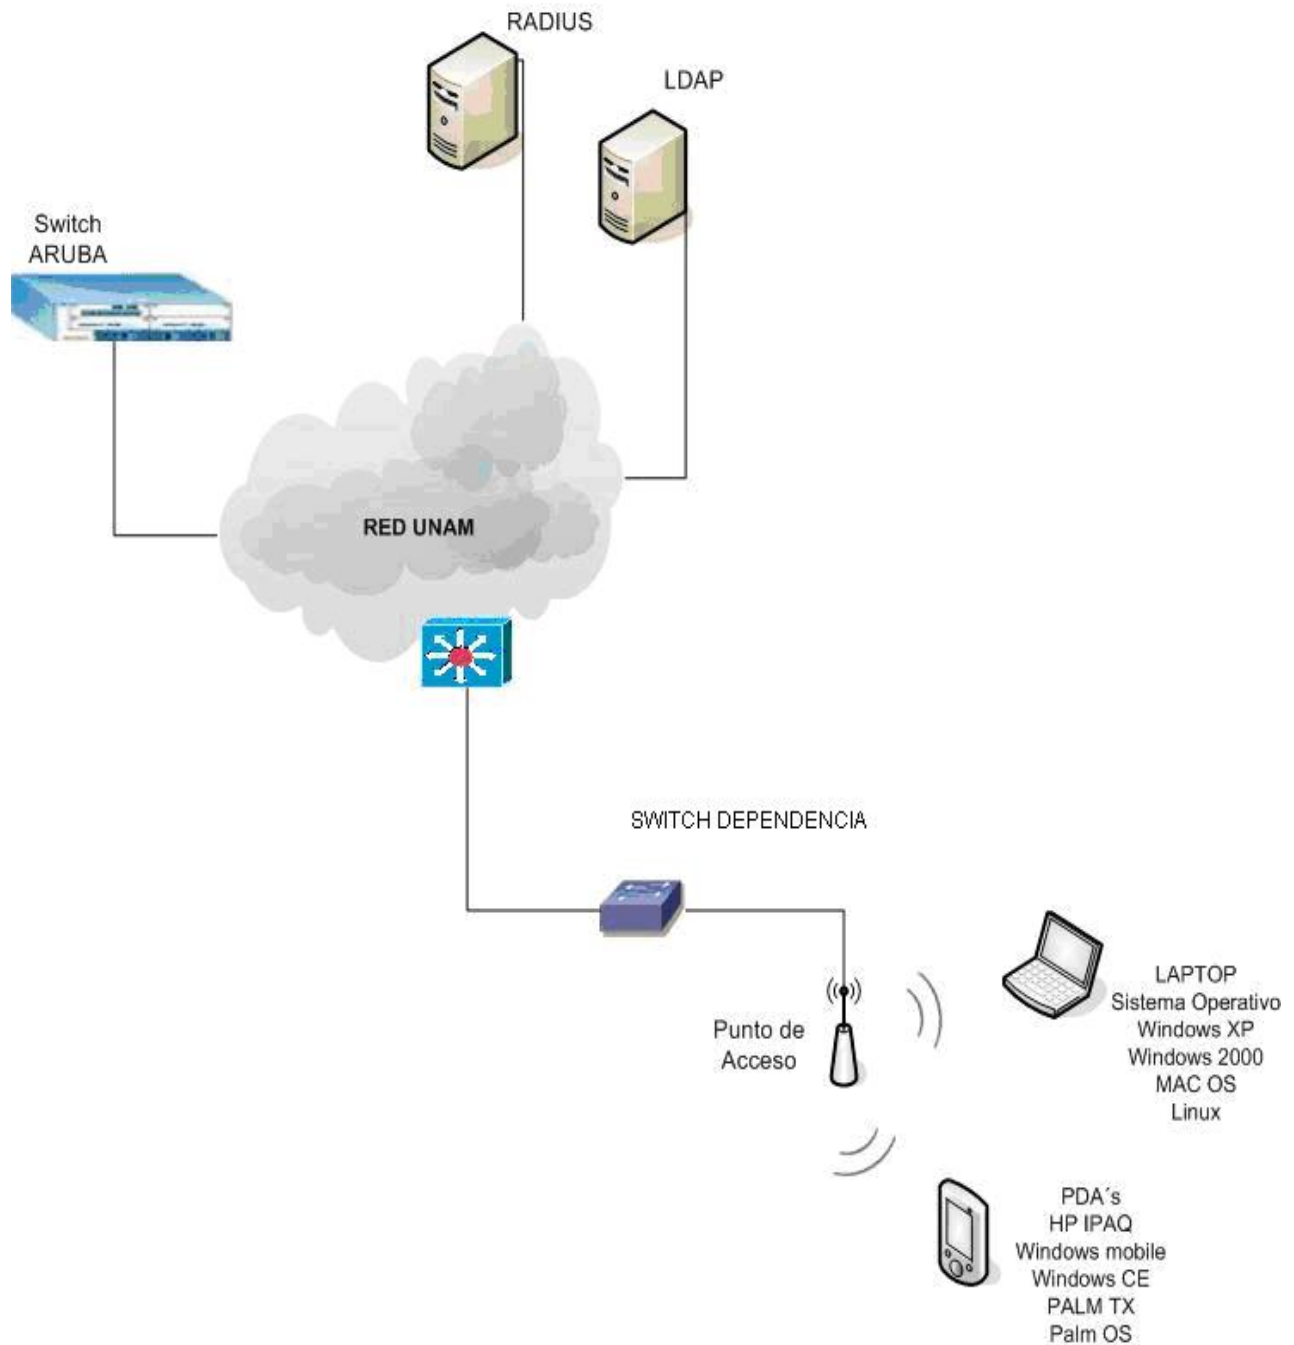 RADIUS
LDAP
Switch
ARUBA
RED UNAM
SWITCH DEPENDENCIA
Punto de
Acceso
LAPTOP
Sistema Operativo
Windows XP
Windows 2000
MAC OS
Linux
PDA´s
HP IPAQ
Windows mobile
Windows CE
PALM TX
Palm OS